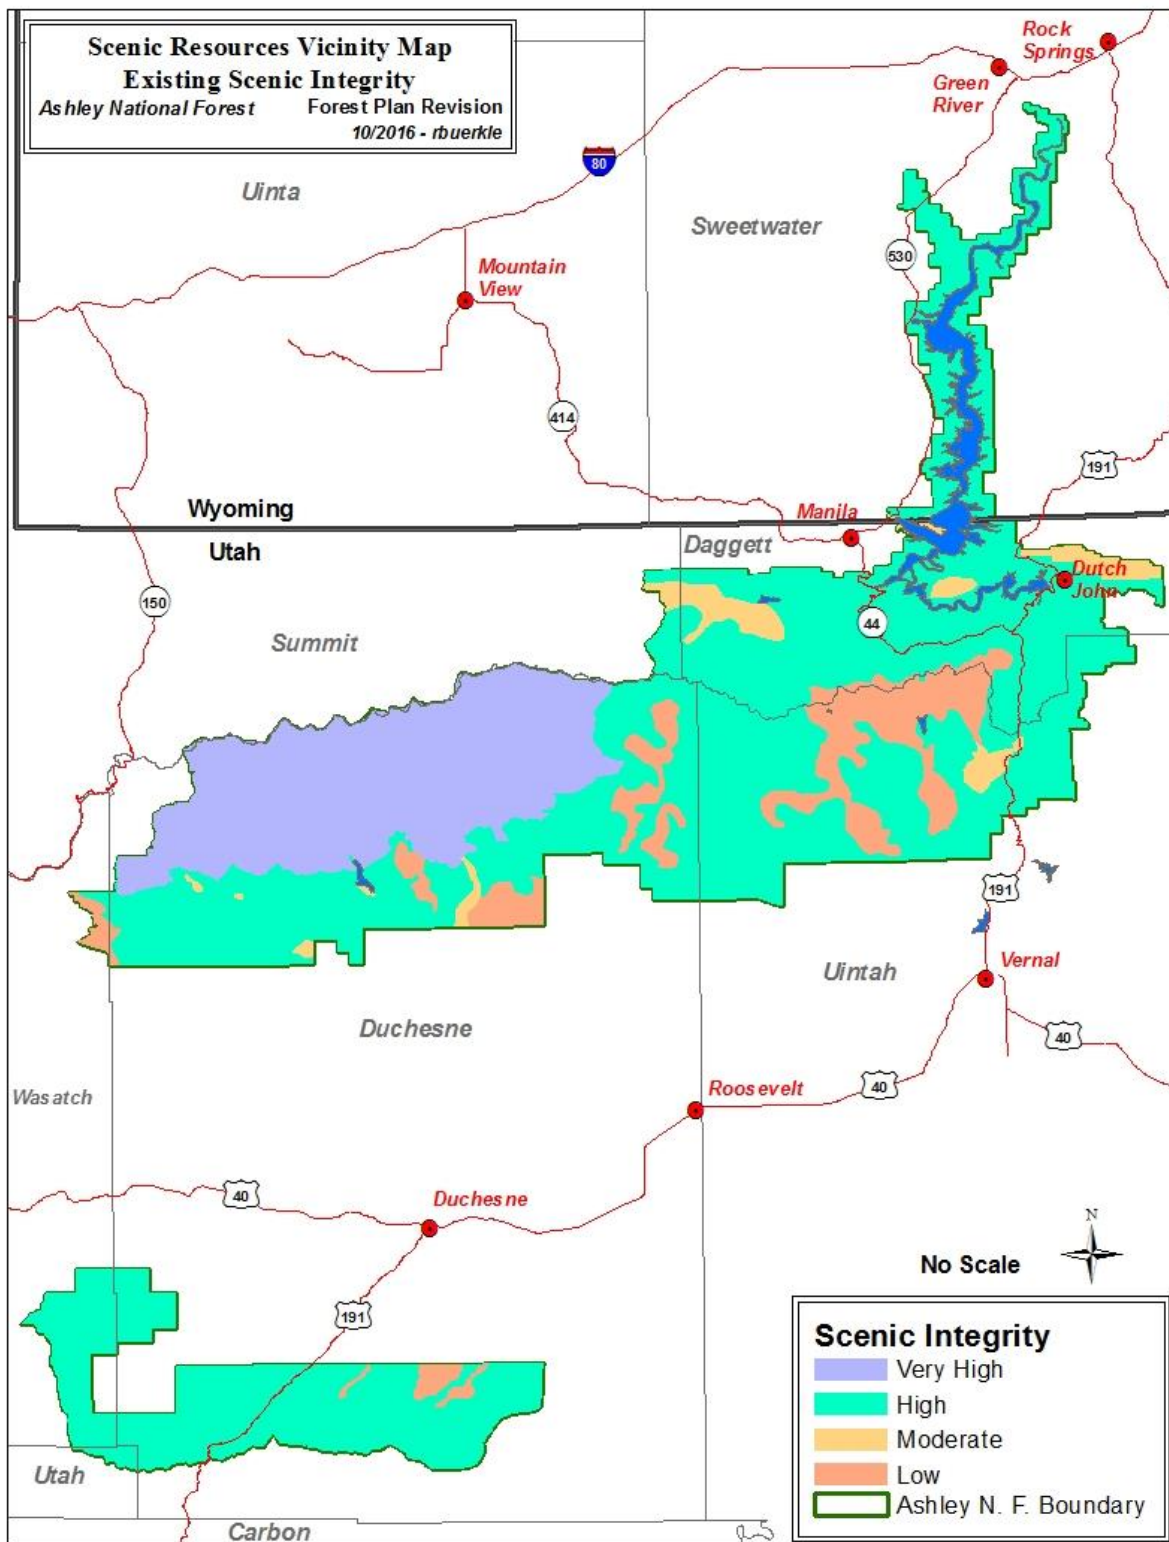 Scenic Resources Vicinity Map
Existing Scenic Integrity
Ashley National Forest Forest Plan Revision
10/2016 - rbuerkle
Rock
Springs
Green
River
80
Uinta
Sweetwater
530
Mountain
View
414
191
Wyoming
Manila
Utah
Daggett
Dutch
John
150
44
Summit
191
Vernal
Uintah
Duchesne
40
Wasatch
Roosevelt
40
40
Duchesne
191
No Scale
N
Scenic Integrity
Very High
High
Moderate
Low
Ashley N. F. Boundary
Utah
Carbon